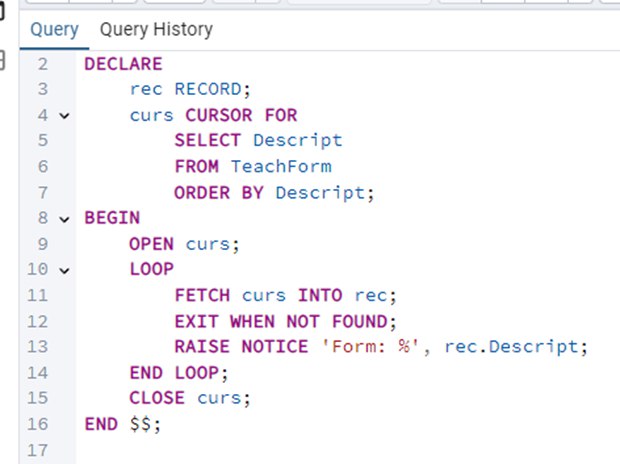 Query Query History
2 DECLARE
3 rec RECORD;
4 curs CURSOR FOR
5 SELECT Descript
6 FROM TeachForm
7 ORDER BY Descript;
8 BEGIN
9 OPEN curs;
10 LOOP
11 FETCH curs INTO rec;
12 EXIT WHEN NOT FOUND;
13 RAISE NOTICE 'Form: %', rec.Descript;
14 END LOOP;
15 CLOSE curs;
16 END $$;
17